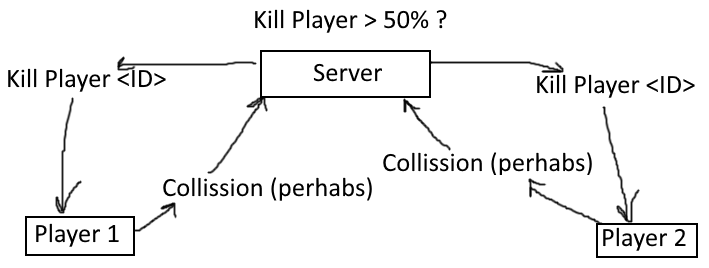 Kill Player > 50% ?
Server
Kill Player <ID>
Kill Player <ID>
Collission (perhabs)
Collission (perhabs)
Player 1
Player 2